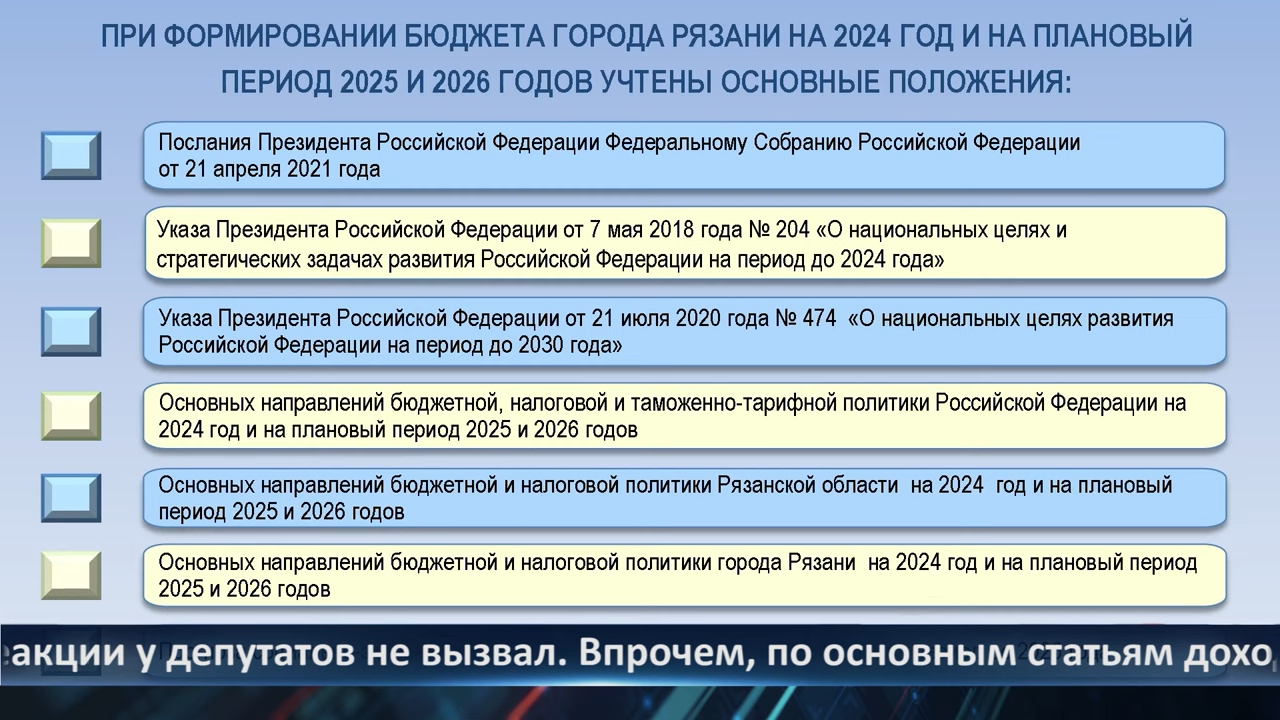 ПРИ ФОРМИРОВАНИИ БЮДЖЕТА ГОРОДА РЯЗАНИ НА 2024 ГОД И НА ПЛАНОВЫЙ
ПЕРИОД 2025 И 2026 ГОДОВ УЧТЕНЫ ОСНОВНЫЕ ПОЛОЖЕНИЯ:
Послания Президента Российской Федерации Федеральному Собранию Российской Федерации
от 21 апреля 2021 года
Указа Президента Российской Федерации от 7 мая 2018 года № 204 «О национальных целях и
стратегических задачах развития Российской Федерации на период до 2024 года»
Указа Президента Российской Федерации от 21 июля 2020 года № 474 «О национальных целях развития
Российской Федерации на период до 2030 года»
Основных направлений бюджетной, налоговой и таможенно-тарифной политики Российской Федерации на
2024 год и на плановый период 2025 и 2026 годов
Основных направлений бюджетной и налоговой политики Рязанской области на 2024 год и на плановый
период 2025 и 2026 годов
Основных направлений бюджетной и налоговой политики города Рязани на 2024 год и на плановый период
2025 и 2026 годов
еакции у депутатов не вызвал. Впрочем, по основным статьям дохо